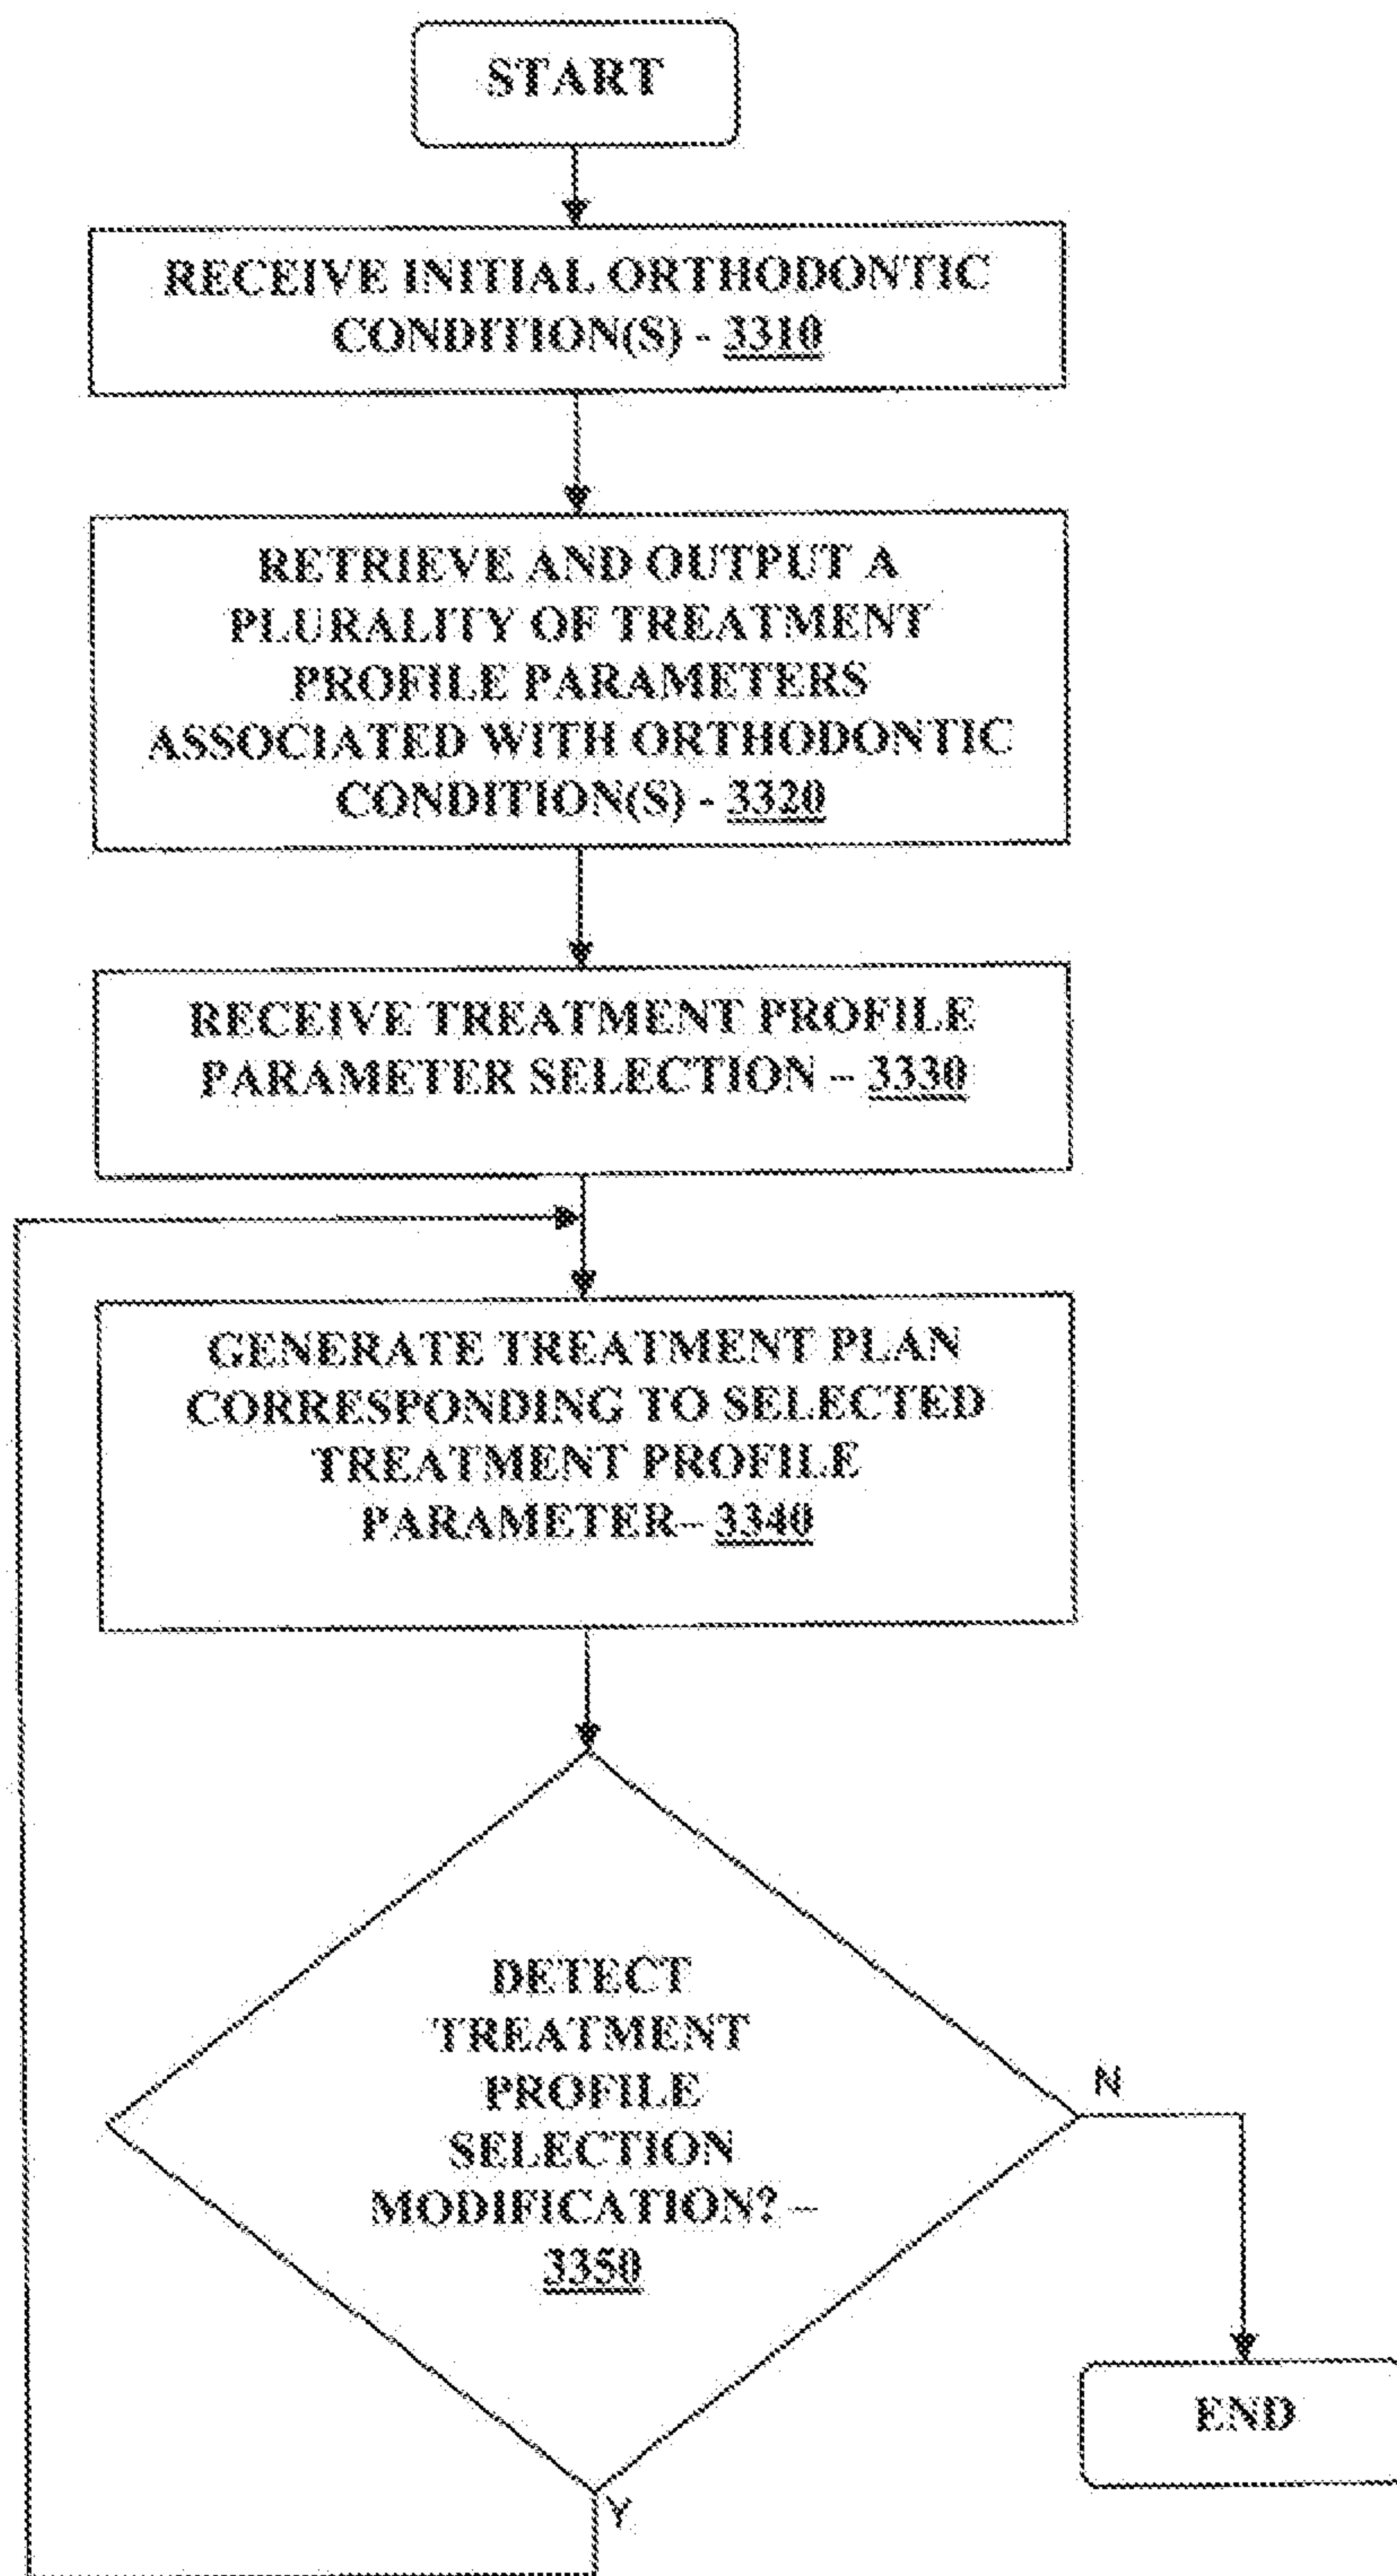 START
RECEIVE INITIAL ORTHODONTIC
CONDITION(S) - 3310
RETRIEVE AND OUTPUT A
PLURALITY OF TREATMENT
PROFILE PARAMETERS
ASSOCIATED WITH ORTHODONTIC
CONDITION(S) - 3320
RECEIVE TREATMENT PROFILE
PARAMETER SELECTION – 3330
GENERATE TREATMENT PLAN
CORRESPONDING TO SELECTED
TREATMENT PROFILE
PARAMETER– 3340
DETECT
TREATMENT
PROFILE
SELECTION
MODIFICATION? –
3350
N
Y
END